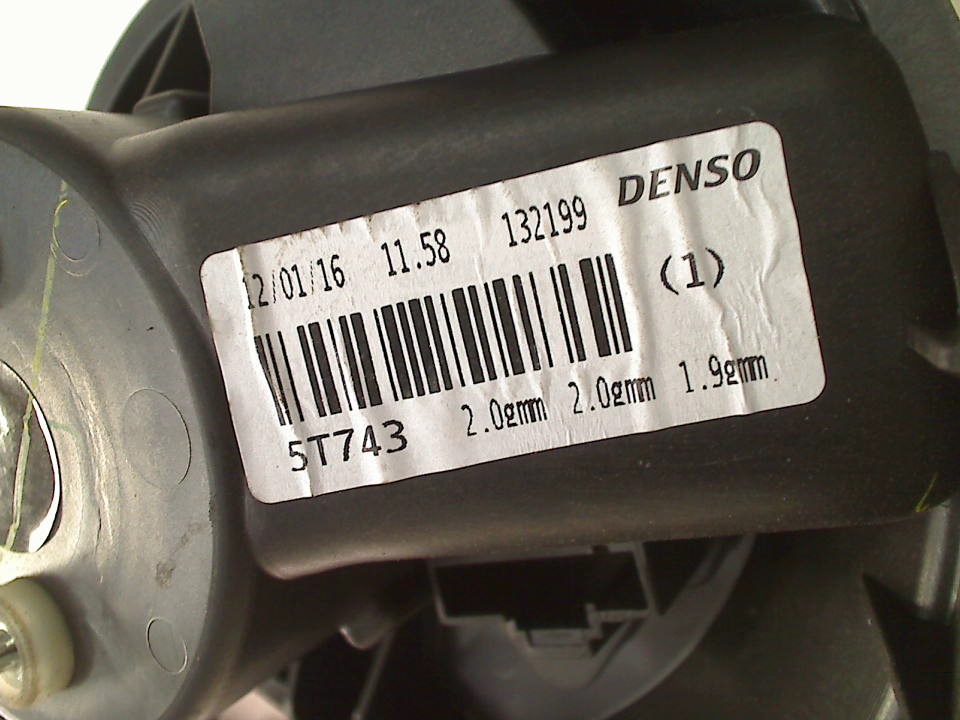 DENSO
12/01/16 11.58 132199
(1)
5T743 2.0gmm 2.0gmm 1.9gmm